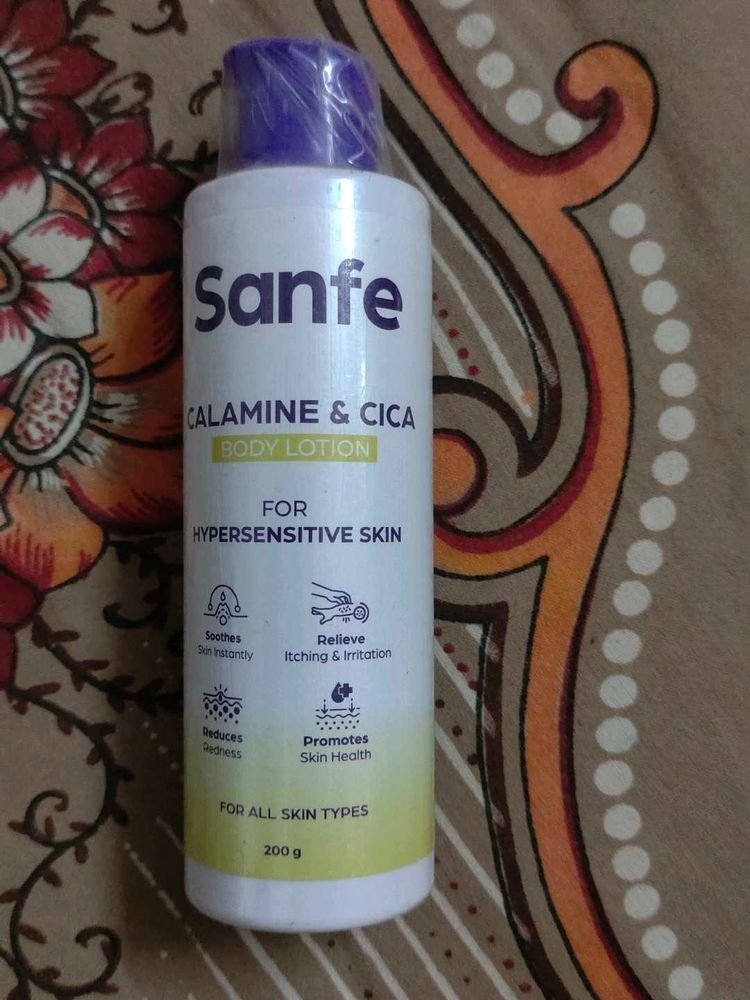 Sanfe
CALAMINE & CICA
BODY LOTION
FOR
HYPERSENSITIVE SKIN
Soothes
Skin Instantly
Relieve
Itching & Irritation
Reduces
Redness
Promotes
Skin Health
FOR ALL SKIN TYPES
200 g